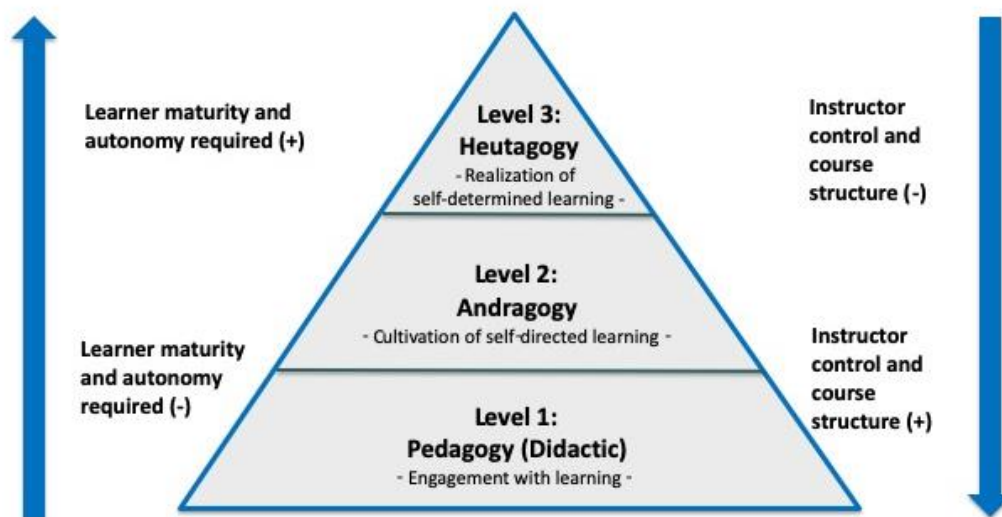 Learner maturity and
autonomy required (+)
Level 3:
Heutagogy
- Realization of
self-determined learning -
Instructor
control and
course
structure (-)
Level 2:
Andragogy
- Cultivation of self-directed learning -
Learner maturity
and autonomy
required (-)
Instructor
control and
course
structure (+)
Level 1:
Pedagogy (Didactic)
- Engagement with learning -